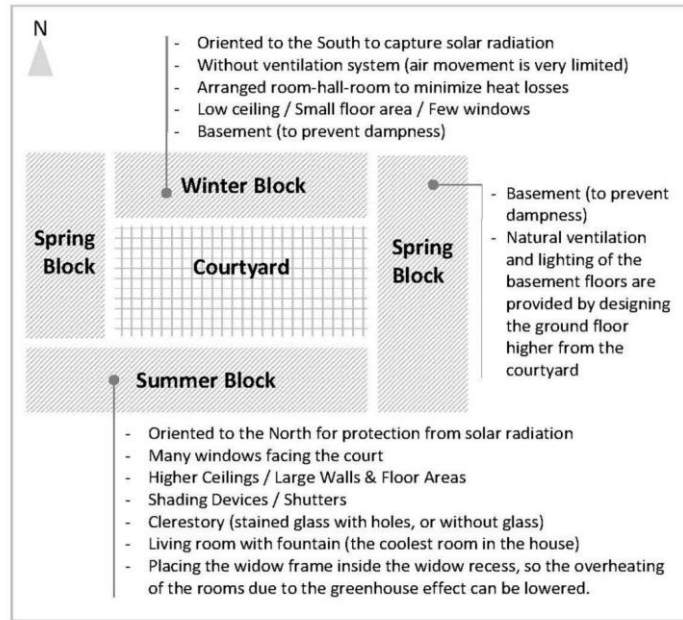 N
- Oriented to the South to capture solar radiation
- Without ventilation system (air movement is very limited)
- Arranged room-hall-room to minimize heat losses
- Low ceiling / Small floor area / Few windows
- Basement (to prevent dampness)
Winter Block
Spring
Block
Courtyard
Spring
Block
- Basement (to prevent
dampness)
- Natural ventilation
and lighting of the
basement floors are
provided by designing
the ground floor
higher from the
courtyard
Summer Block
- Oriented to the North for protection from solar radiation
- Many windows facing the court
- Higher Ceilings / Large Walls & Floor Areas
- Shading Devices / Shutters
- Clerestory (stained glass with holes, or without glass)
- Living room with fountain (the coolest room in the house)
- Placing the widow frame inside the widow recess, so the overheating
of the rooms due to the greenhouse effect can be lowered.